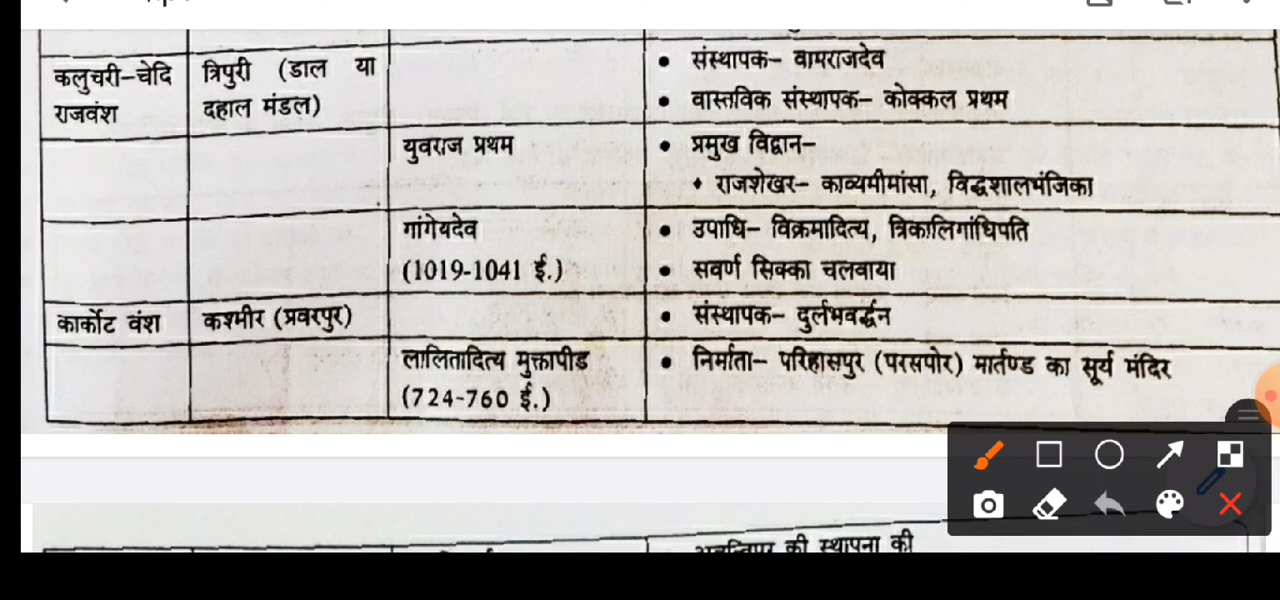 कलुचरी-चेदि
राजवंश
त्रिपुरी (डाल या
दहाल मंडल)
• संस्थापक- वामराजदेव
• वास्तविक संस्थापक- कोक्कल प्रथम
युवराज प्रथम
• प्रमुख विद्वान-
♦ राजशेखर- काव्यमीमांसा, विद्धशालभंजिका
गांगेयदेव
(1019-1041 ई.)
• उपाधि- विक्रमादित्य, त्रिकालिगांधिपति
• सवर्ण सिक्का चलवाया
कार्कोट वंश
कश्मीर (प्रवरपुर)
• संस्थापक- दुर्लभवर्द्धन
लालितादित्य मुक्तापीड
(724-760 ई.)
• निर्माता- परिहासपुर (परसपोर) मार्तण्ड का सूर्य मंदिर
की स्थापना की